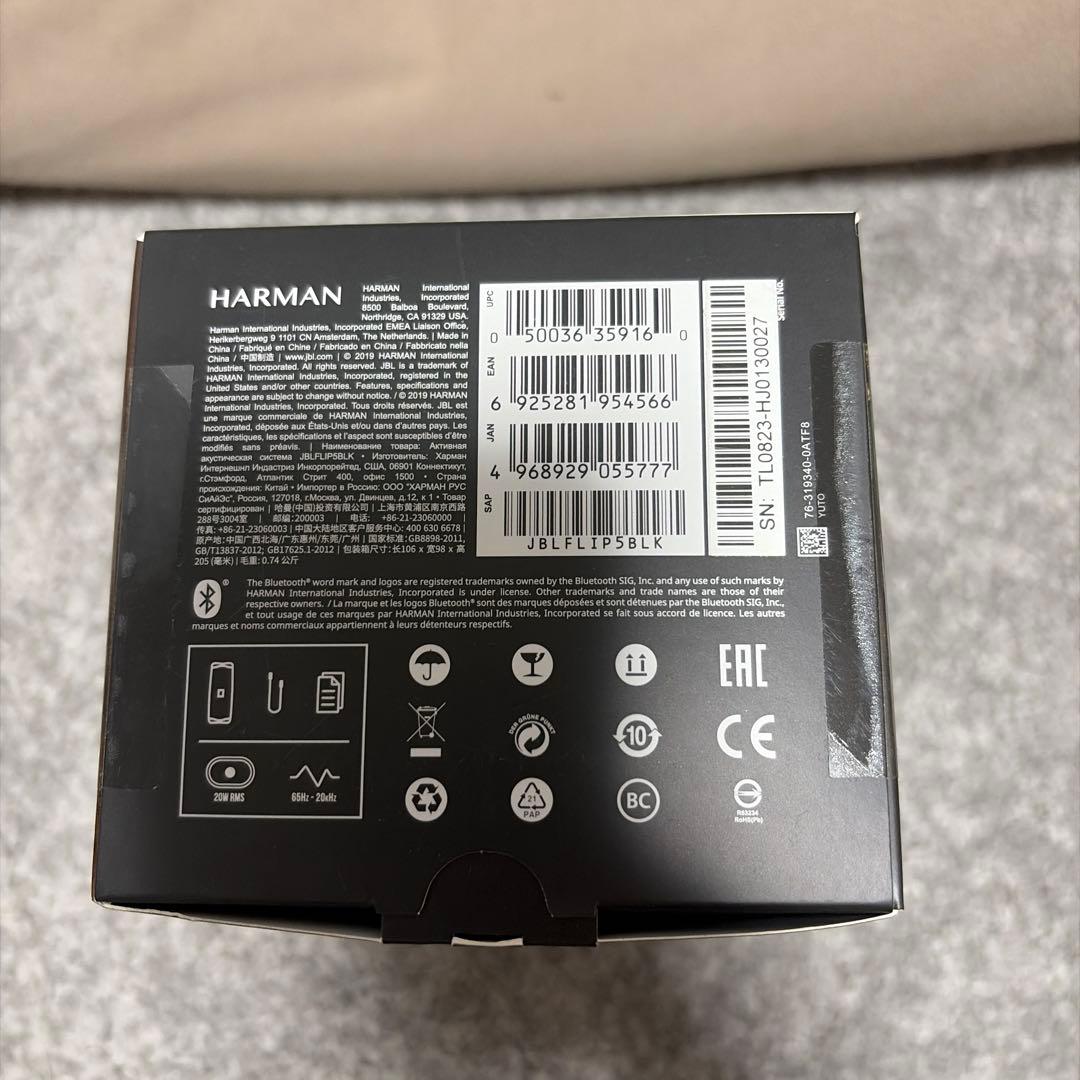 HARMAN
HARMAN International
Industries, Incorporated
8500 Balboa Boulevard,
Northridge, CA 91329 USA.
Harman International Industries, Incorporated EMEA Liaison Office,
Herikerbergweg 9 1101 CN Amsterdam, The Netherlands. | Made in
China / Fabriqué en Chine / Fabricado en China / Fabbricato nella
China / 中国制造 | www.jbl.com | © 2019 HARMAN International
Industries, Incorporated. All rights reserved. JBL is a trademark of
HARMAN International Industries, Incorporated, registered in the
United States and/or other countries. Features, specifications and
appearance are subject to change without notice. / © 2019 HARMAN
International Industries, Incorporated. Tous droits réservés. JBL est
une marque commerciale de HARMAN International Industries,
Incorporated, déposée aux États-Unis et/ou dans d'autres pays. Les
caractéristiques, les spécifications et l'aspect sont susceptibles d'être
modifiés sans préavis. | Наименование товара: Активная
акустическая система JBLFLIP5BLK • Изготовитель: Харман
Интернешнл Индастриз Инкорпорейтед, США, 06901 Коннектикут,
г.Стэмфорд, Атлантик Стрит 400, офис 1500 • Страна
происхождения: Китай • Импортер в Россию: ООО "ХАРМАН РУС
СиАйЭс", Россия, 127018, г.Москва, ул. Двинцев, д.12, к 1 • Товар
сертифицирован | 哈曼(中国)投资有限公司 | 上海市黄浦区南京西路
288号3004室 | 邮编:200003 | 电话: +86-21-23060000 |
传真: +86-21-23060003 | 中国大陆地区客户服务中心: 400 630 6678 |
原产地: 中国广西北海/广东惠州/东莞/广州 | 国家标准: GB8898-2011,
GB/T13837-2012; GB17625.1-2012 | 包装箱尺寸: 长106 x 宽98 x 高
205 (毫米) | 毛重: 0.74 公斤
UPC
0 50036 35916 0
EAN
6 925281 954566
JAN
4 968929 055777
SAP
JBLFLIP5BLK
Serial No.
SN: TL0823-HJ0130027
76-319340-0ATF8
YUTO
The Bluetooth® word mark and logos are registered trademarks owned by the Bluetooth SIG, Inc. and any use of such marks by
HARMAN International Industries, Incorporated is under license. Other trademarks and trade names are those of their
respective owners. / La marque et les logos Bluetooth® sont des marques déposées et sont détenues par the Bluetooth SIG, Inc.,
et tout usage de ces marques par HARMAN International Industries, Incorporated se fait sous accord de licence. Les autres
marques et noms commerciaux appartiennent à leurs détenteurs respectifs.
20W RMS
65Hz - 20kHz
EAC
DER GRÜNE PUNKT
10
CE
21
PAP
BC
R53234
RoHS(Pb)